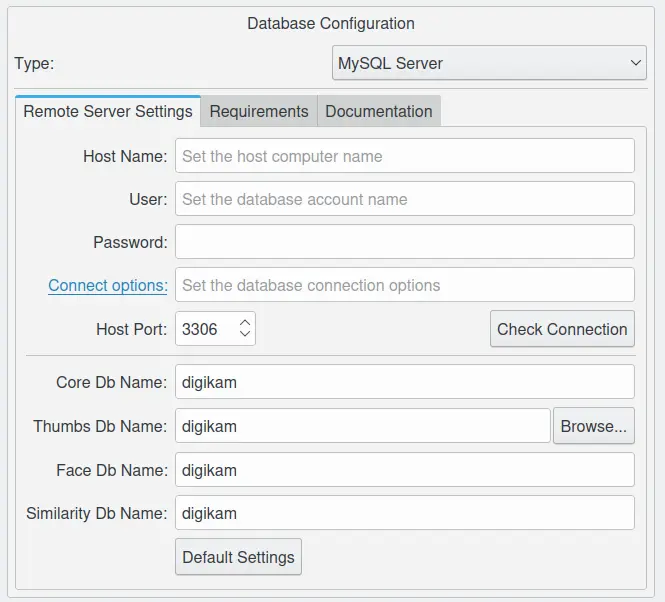 Database Configuration
Type: MySQL Server
Remote Server Settings Requirements Documentation
Host Name: Set the host computer name
User: Set the database account name
Password:
Connect options: Set the database connection options
Host Port: 3306 Check Connection
Core Db Name: digikam
Thumbs Db Name: digikam Browse...
Face Db Name: digikam
Similarity Db Name: digikam
Default Settings